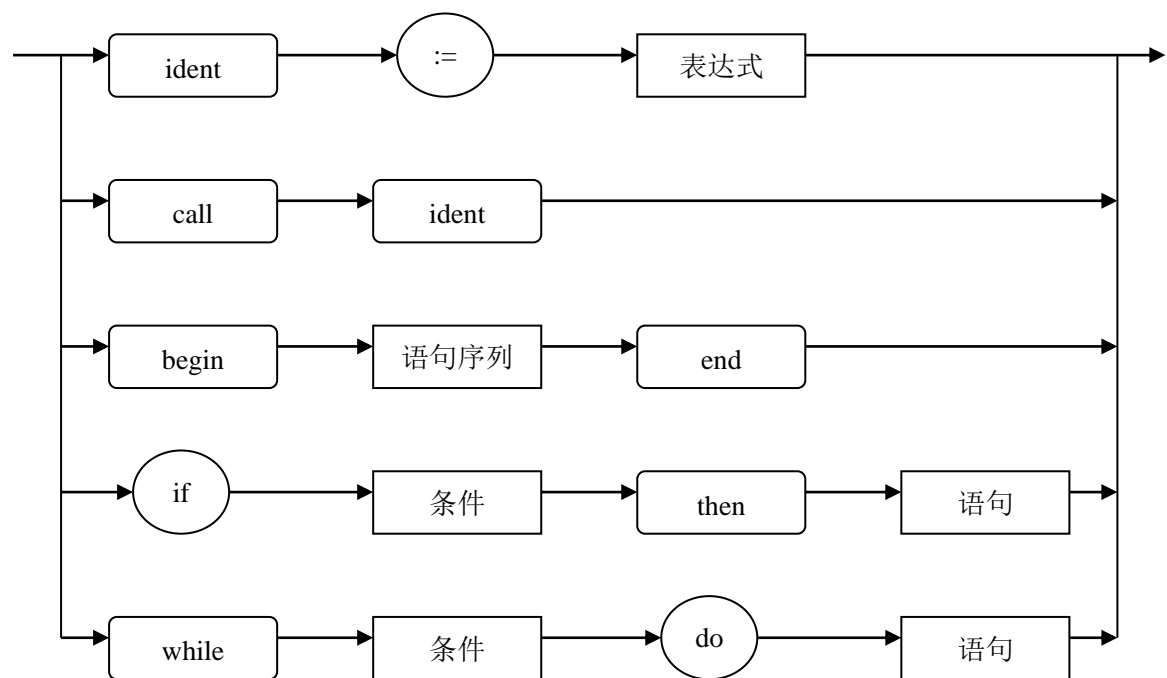 ident := 表达式
call ident
begin 语句序列 end
if 条件 then 语句
while 条件 do 语句